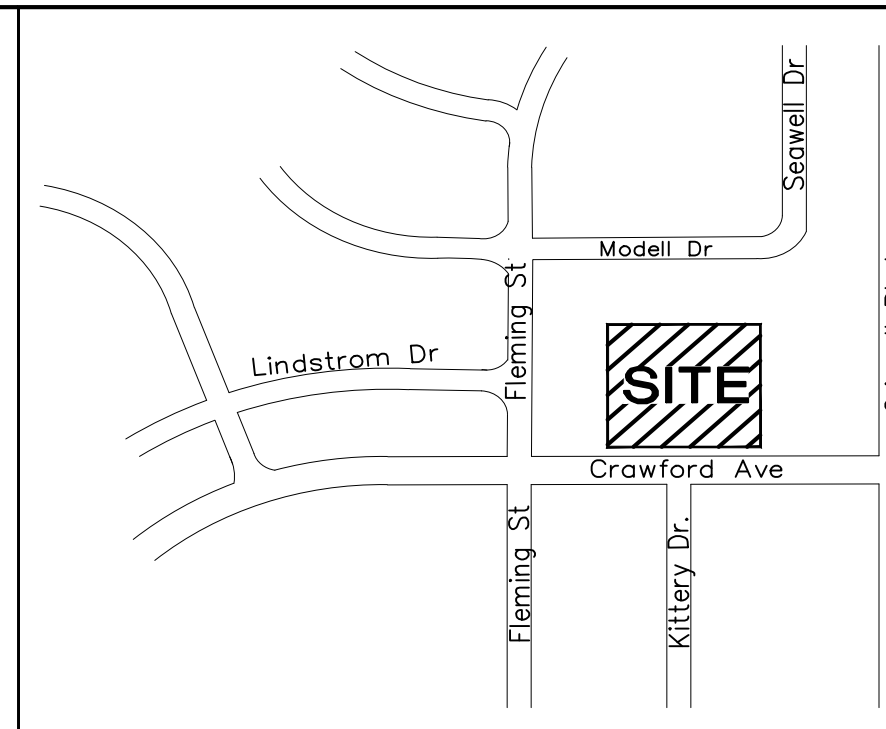 Seawell Dr
Modell Dr
Fleming St
Lindstrom Dr
SITE
Crawford Ave
Fleming St
Kittery Dr.